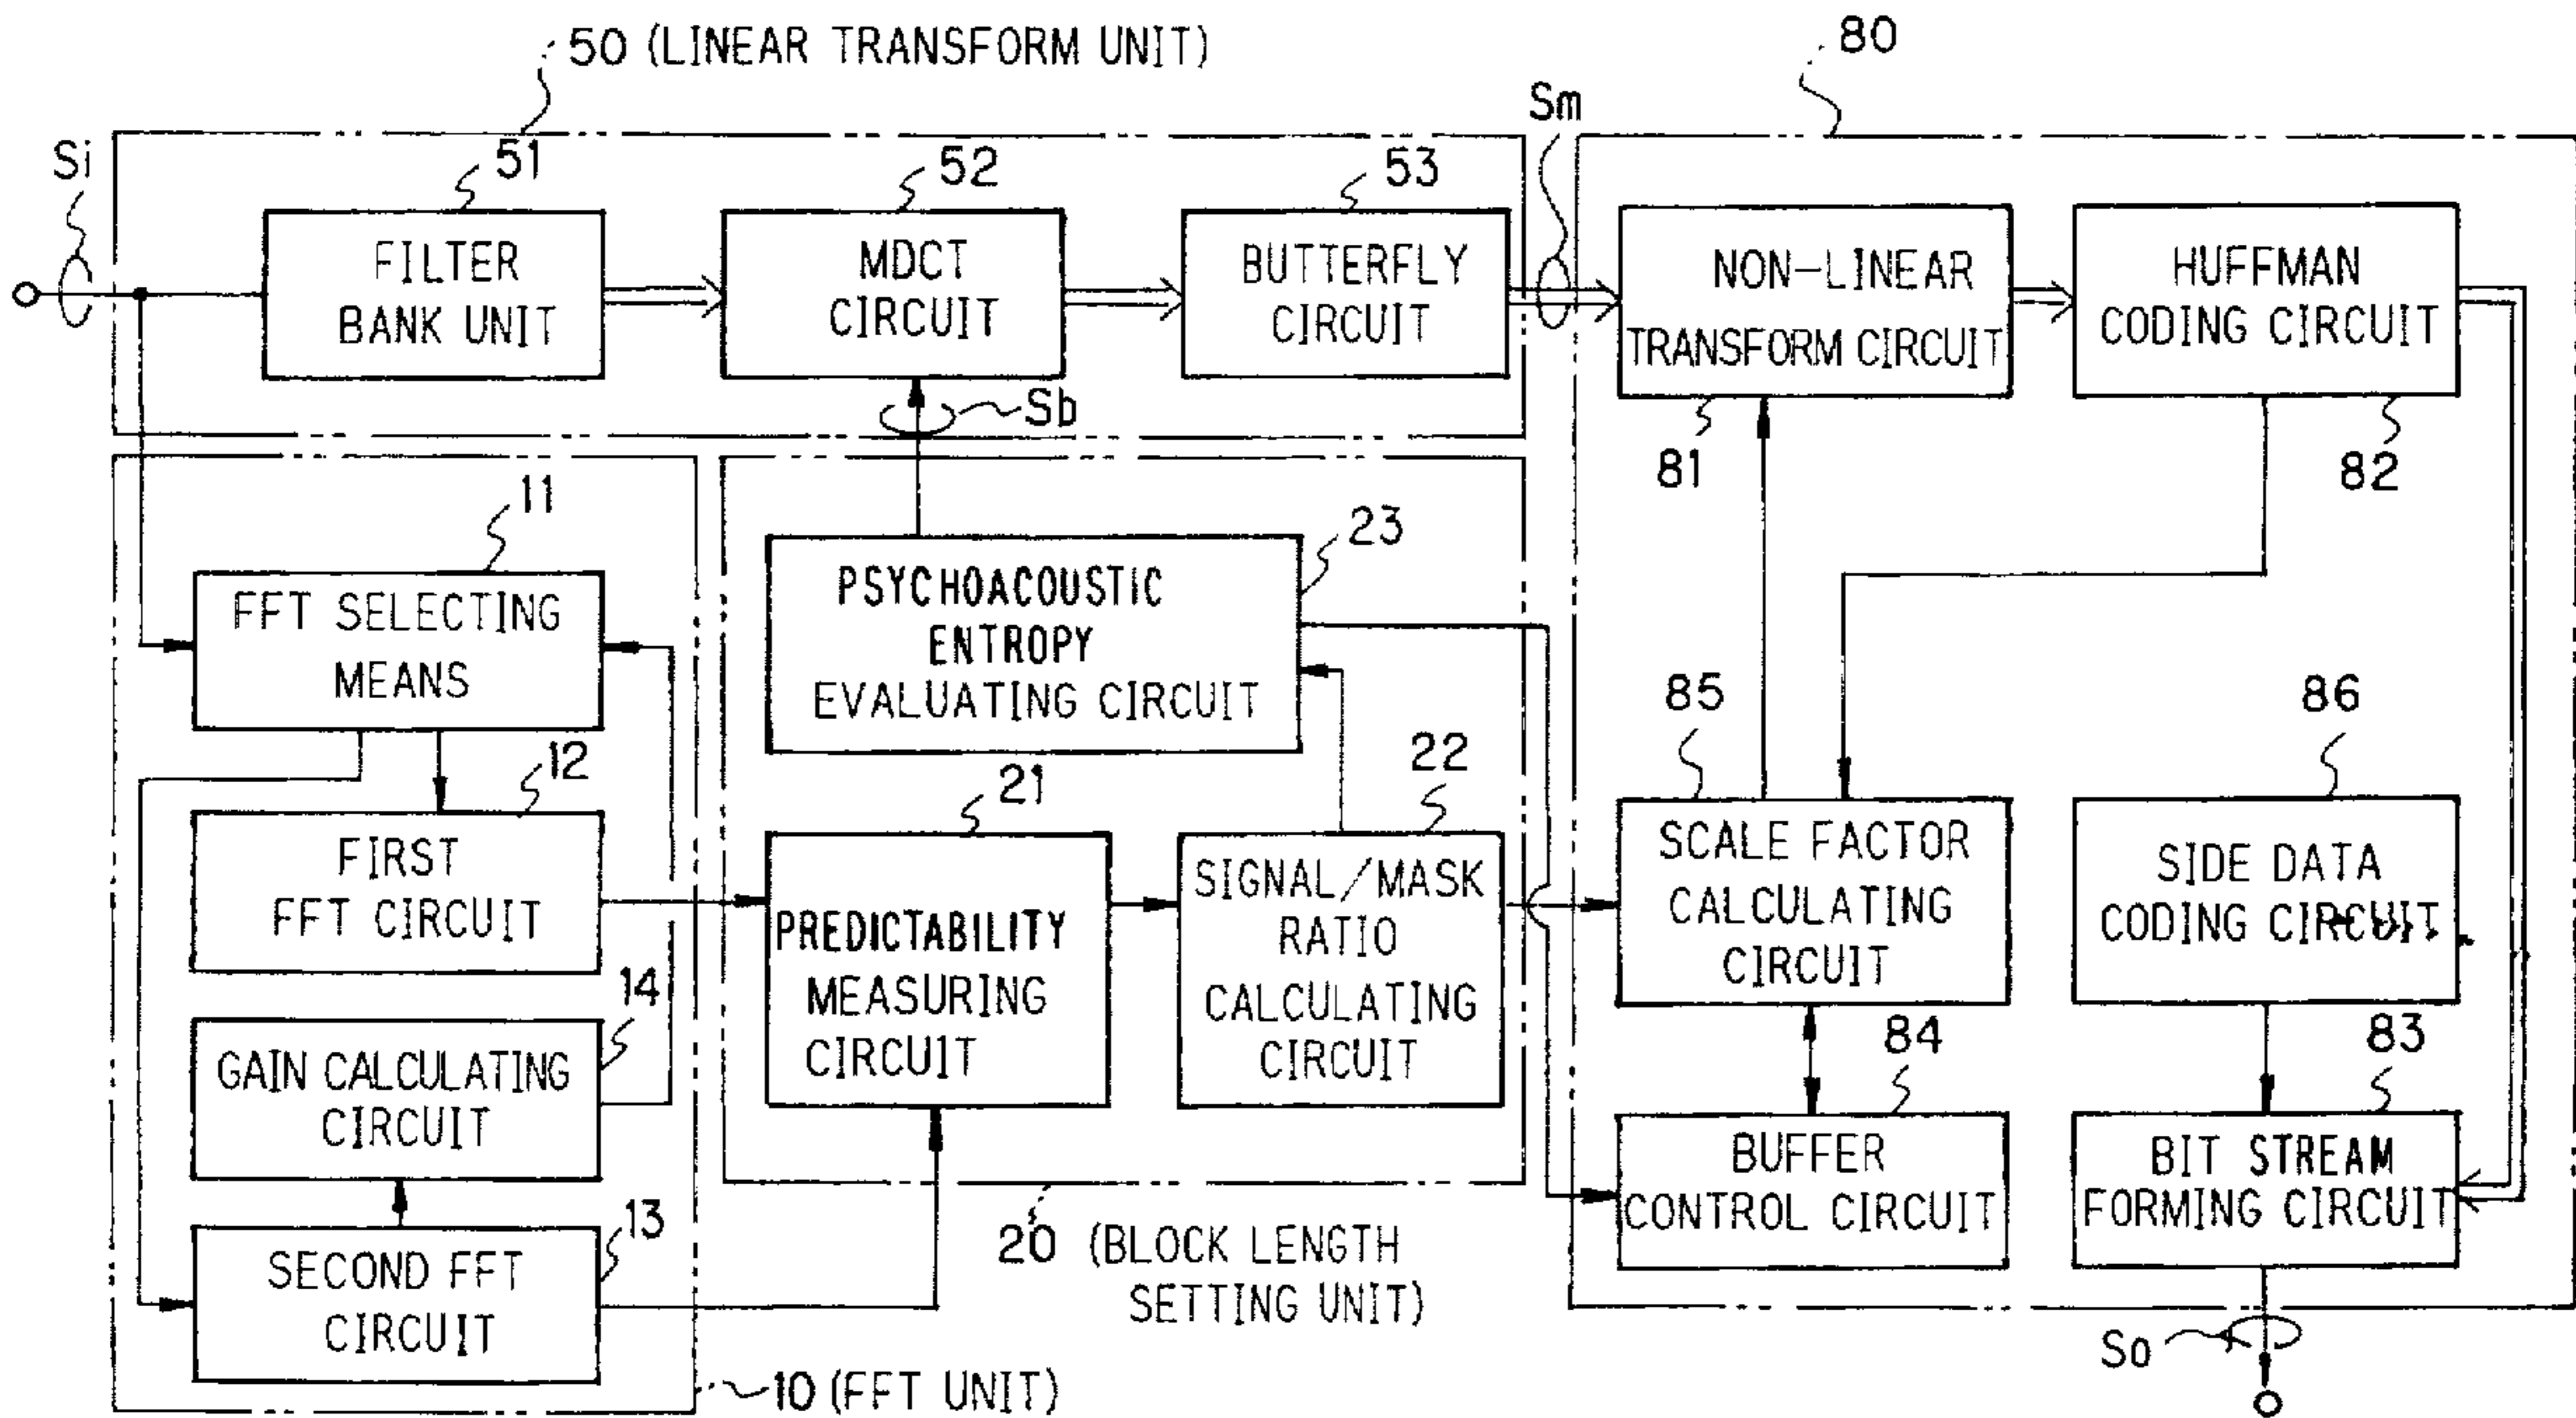 50 (LINEAR TRANSFORM UNIT)
80
Si
Sm
51
52
53
FILTER
BANK UNIT
MDCT
CIRCUIT
BUTTERFLY
CIRCUIT
NON-LINEAR
TRANSFORM CIRCUIT
HUFFMAN
CODING CIRCUIT
Sb
81
82
11
FFT SELECTING
MEANS
23
PSYCHOACOUSTIC
ENTROPY
EVALUATING CIRCUIT
12
FIRST
FFT CIRCUIT
21
PREDICTABILITY
MEASURING
CIRCUIT
22
SIGNAL/MASK
RATIO
CALCULATING
CIRCUIT
85
SCALE FACTOR
CALCULATING
CIRCUIT
86
SIDE DATA
CODING CIRCUIT
14
GAIN CALCULATING
CIRCUIT
84
BUFFER
CONTROL CIRCUIT
83
BIT STREAM
FORMING CIRCUIT
13
SECOND FFT
CIRCUIT
20 (BLOCK LENGTH
SETTING UNIT)
10 (FFT UNIT)
So